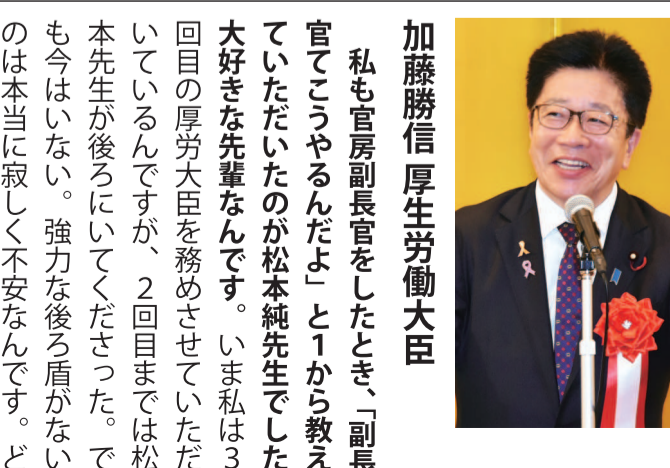 加藤勝信 厚生労働大臣
私も官房副長官をしたとき、「副長
官てこうやるんだよ」と1から教え
ていただいたのが松本純先生でした
大好きな先輩なんです。いま私は3
回目の厚労大臣を務めさせていただ
いているんですが、2回目までは松
本先生が後ろにいてくださった。で
も今はいない。強力な後ろ盾がない
のは本当に寂しく不安なんです。ど